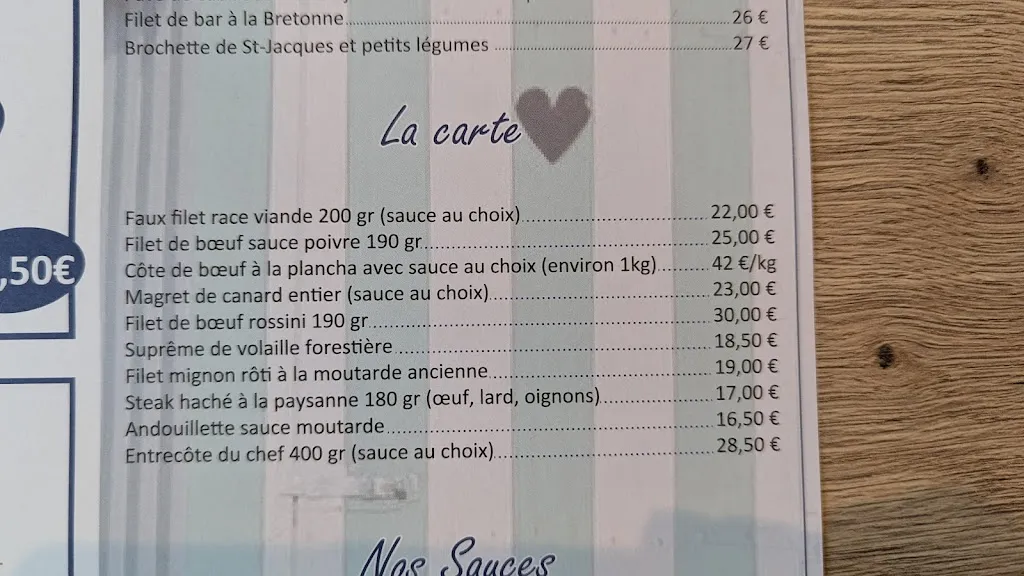 Filet de bar à la Bretonne 26 €
Brochette de St-Jacques et petits légumes 27 €
La carte
,50€
Faux filet race viande 200 gr (sauce au choix) 22,00 €
Filet de bœuf sauce poivre 190 gr 25,00 €
Côte de bœuf à la plancha avec sauce au choix (environ 1kg) 42 €/kg
Magret de canard entier (sauce au choix) 23,00 €
Filet de bœuf rossini 190 gr 30,00 €
Suprême de volaille forestière 18,50 €
Filet mignon rôti à la moutarde ancienne 19,00 €
Steak haché à la paysanne 180 gr (œuf, lard, oignons) 17,00 €
Andouillette sauce moutarde 16,50 €
Entrecôte du chef 400 gr (sauce au choix) 28,50 €
Nos Sauces